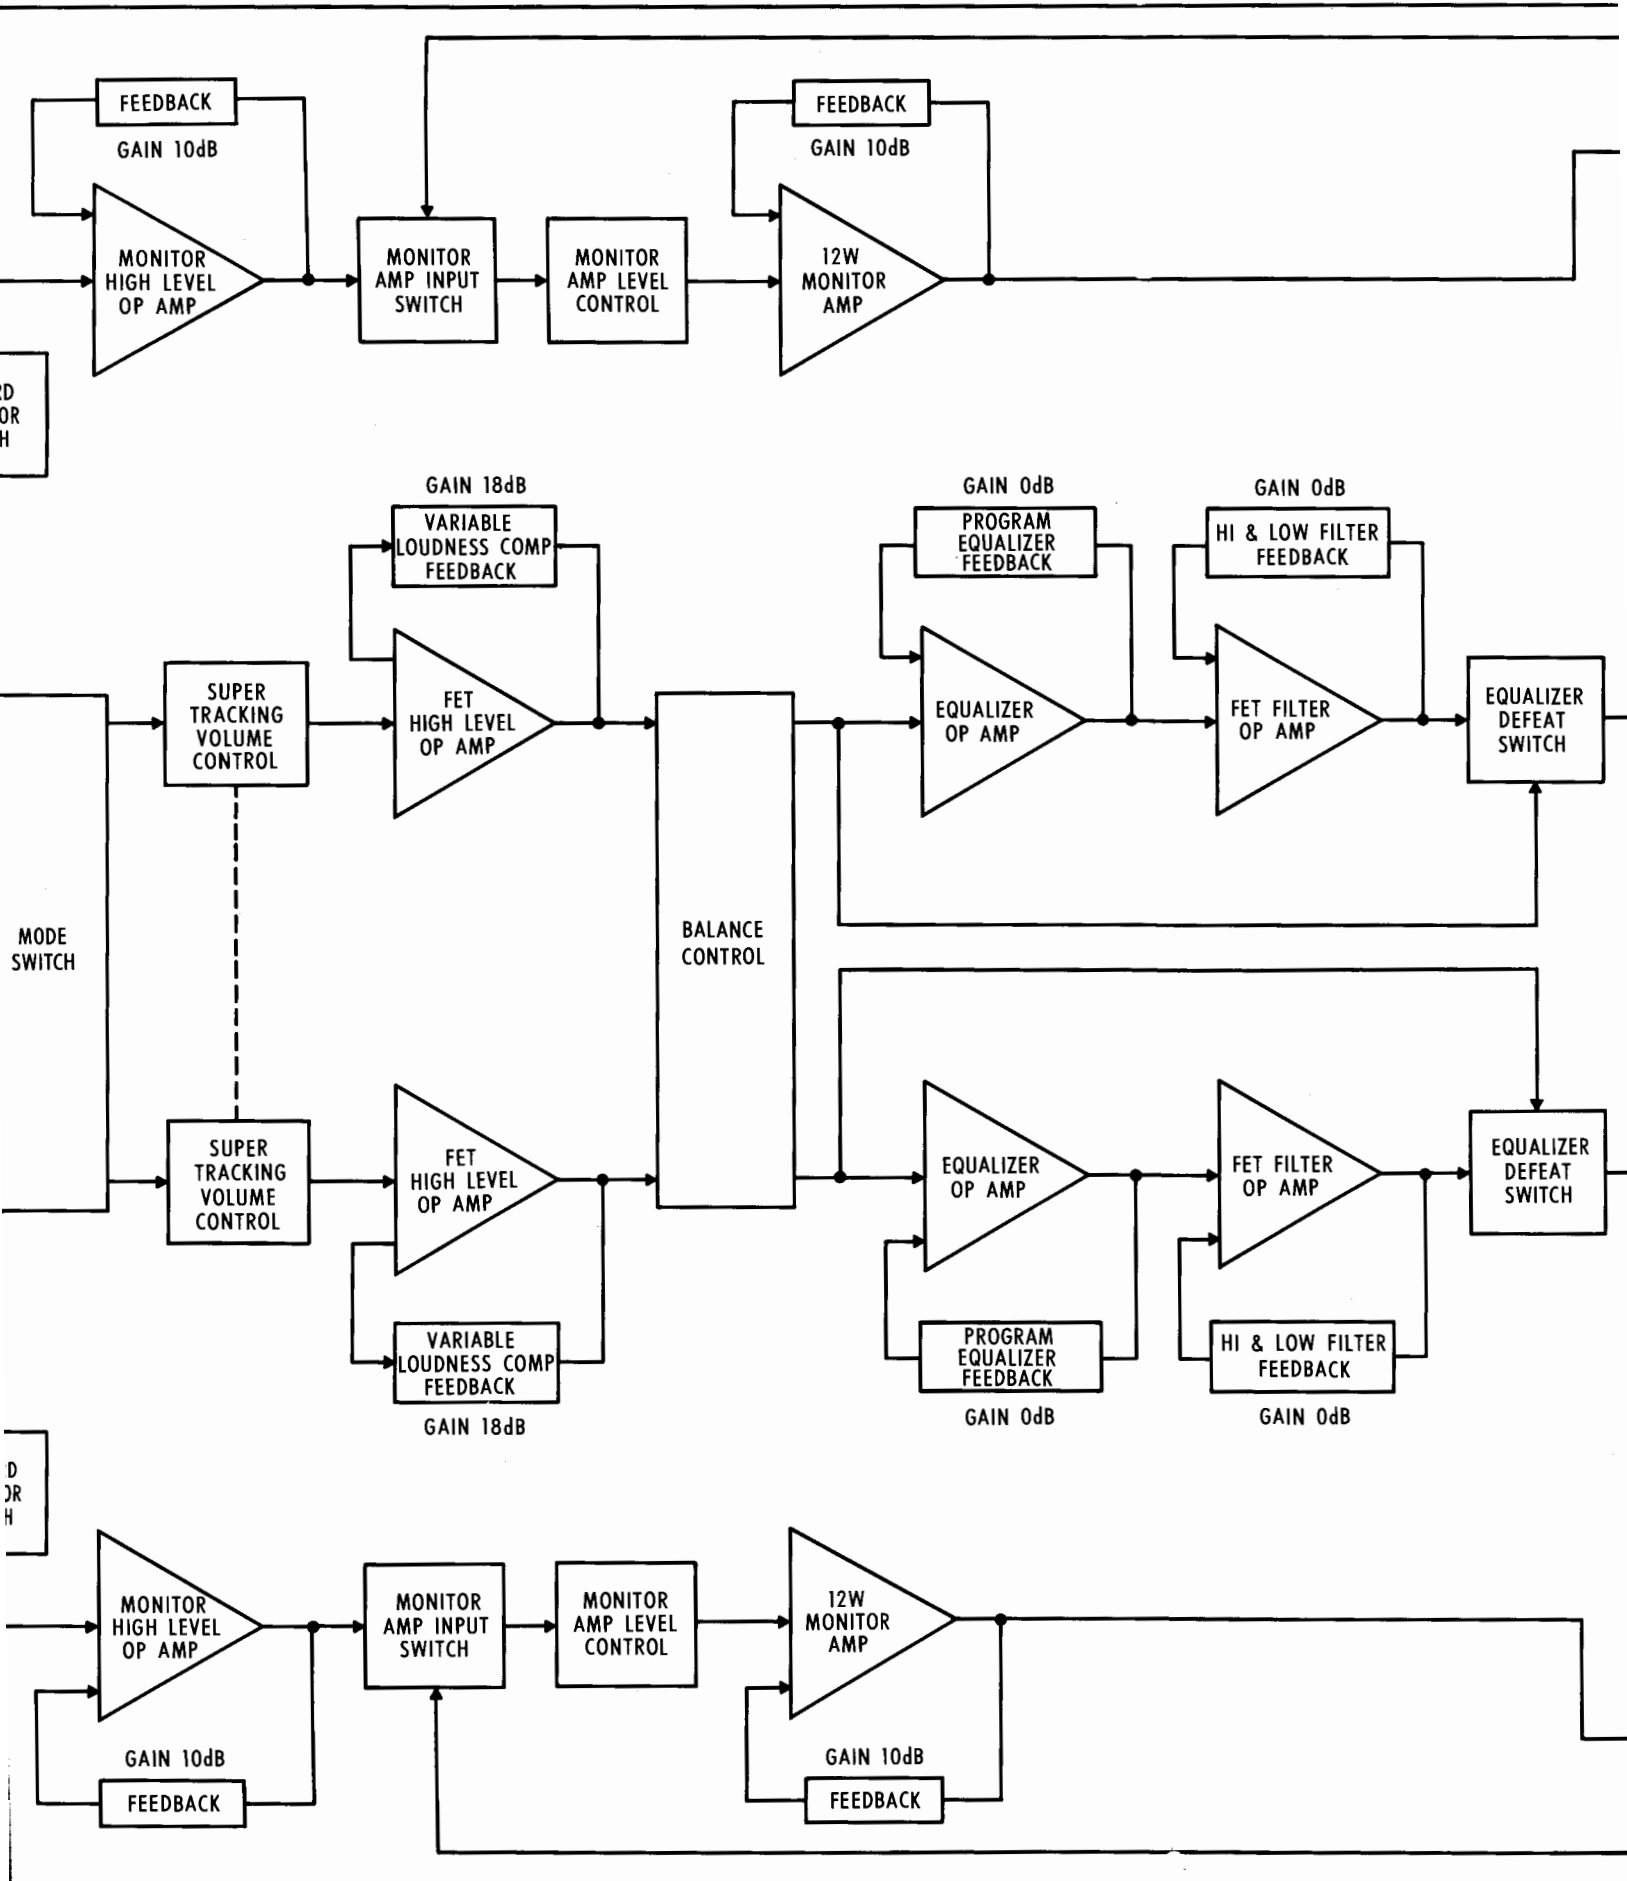 FEEDBACK
GAIN 10dB
MONITOR
HIGH LEVEL
OP AMP
MONITOR
AMP INPUT
SWITCH
MONITOR
AMP LEVEL
CONTROL
FEEDBACK
GAIN 10dB
12W
MONITOR
AMP
RD
OR
H
GAIN 18dB
VARIABLE
LOUDNESS COMP
FEEDBACK
GAIN 0dB
PROGRAM
EQUALIZER
FEEDBACK
GAIN 0dB
HI & LOW FILTER
FEEDBACK
MODE
SWITCH
SUPER
TRACKING
VOLUME
CONTROL
FET
HIGH LEVEL
OP AMP
BALANCE
CONTROL
EQUALIZER
OP AMP
FET FILTER
OP AMP
EQUALIZER
DEFEAT
SWITCH
SUPER
TRACKING
VOLUME
CONTROL
FET
HIGH LEVEL
OP AMP
EQUALIZER
OP AMP
FET FILTER
OP AMP
EQUALIZER
DEFEAT
SWITCH
VARIABLE
LOUDNESS COMP
FEEDBACK
GAIN 18dB
PROGRAM
EQUALIZER
FEEDBACK
GAIN 0dB
HI & LOW FILTER
FEEDBACK
GAIN 0dB
D
OR
H
MONITOR
HIGH LEVEL
OP AMP
MONITOR
AMP INPUT
SWITCH
MONITOR
AMP LEVEL
CONTROL
12W
MONITOR
AMP
GAIN 10dB
FEEDBACK
GAIN 10dB
FEEDBACK